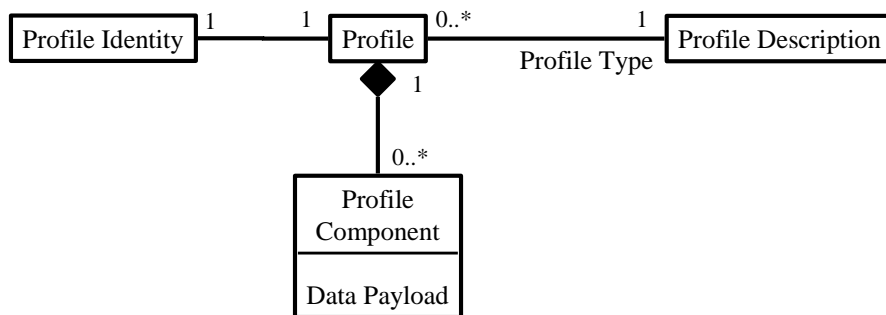 Profile Identity
1
1
Profile
0..*
1
Profile Description
Profile Type
1
0..*
Profile
Component
Data Payload